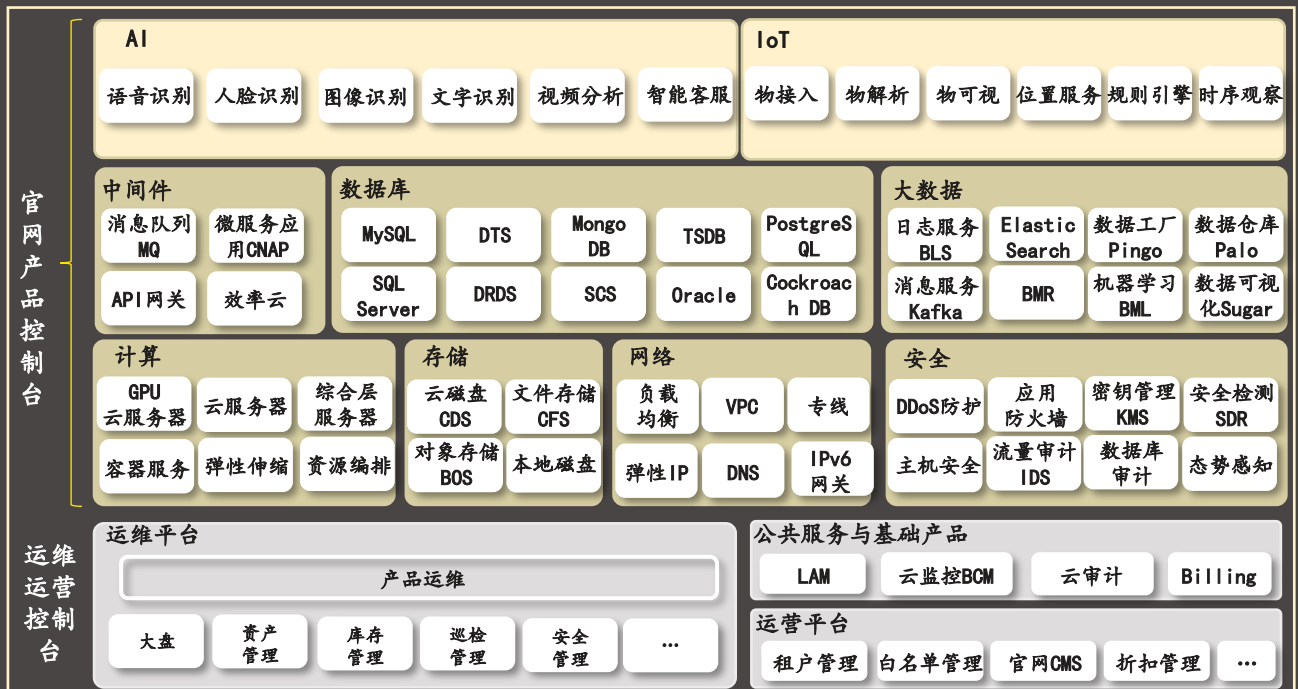 官
网
产
品
控
制
台
AI
语音识别
人脸识别
图像识别
文字识别
视频分析
智能客服
IoT
物接入
物解析
物可视
位置服务
规则引擎
时序观察
中间件
消息队列
MQ
微服务应
用CNAP
API网关
效率云
数据库
MySQL
DTS
Mongo
DB
TSDB
PostgreS
QL
SQL
Server
DRDS
SCS
Oracle
Cockroac
h DB
大数据
日志服务
BLS
Elastic
Search
数据工厂
Pingo
数据仓库
Palo
消息服务
Kafka
BMR
机器学习
BML
数据可视
化Sugar
计算
GPU
云服务器
云服务器
综合层
服务器
容器服务
弹性伸缩
资源编排
存储
云磁盘
CDS
文件存储
CFS
对象存储
BOS
本地磁盘
网络
负载
均衡
VPC
专线
弹性IP
DNS
IPv6
网关
安全
DDoS防护
应用
防火墙
密钥管理
KMS
安全检测
SDR
主机安全
流量审计
IDS
数据库
审计
态势感知
运维
运营
控制
台
运维平台
产品运维
大盘
资产
管理
库存
管理
巡检
管理
安全
管理
…
公共服务与基础产品
LAM
云监控BCM
云审计
Billing
运营平台
租户管理
白名单管理
官网CMS
折扣管理
…